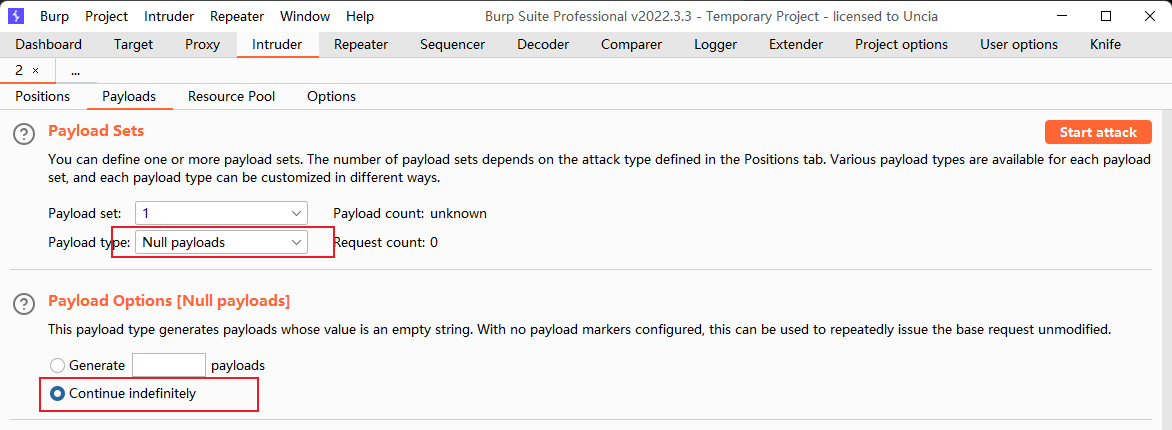 Burp Project Intruder Repeater Window Help Burp Suite Professional v2022.3.3 - Temporary Project - licensed to Uncia
Dashboard Target Proxy Intruder Repeater Sequencer Decoder Comparer Logger Extender Project options User options Knife
2 × ...
Positions Payloads Resource Pool Options
? Payload Sets Start attack
You can define one or more payload sets. The number of payload sets depends on the attack type defined in the Positions tab. Various payload types are available for each payload
set, and each payload type can be customized in different ways.
Payload set: 1 Payload count: unknown
Payload type: Null payloads Request count: 0
? Payload Options [Null payloads]
This payload type generates payloads whose value is an empty string. With no payload markers configured, this can be used to repeatedly issue the base request unmodified.
Generate payloads
Continue indefinitely